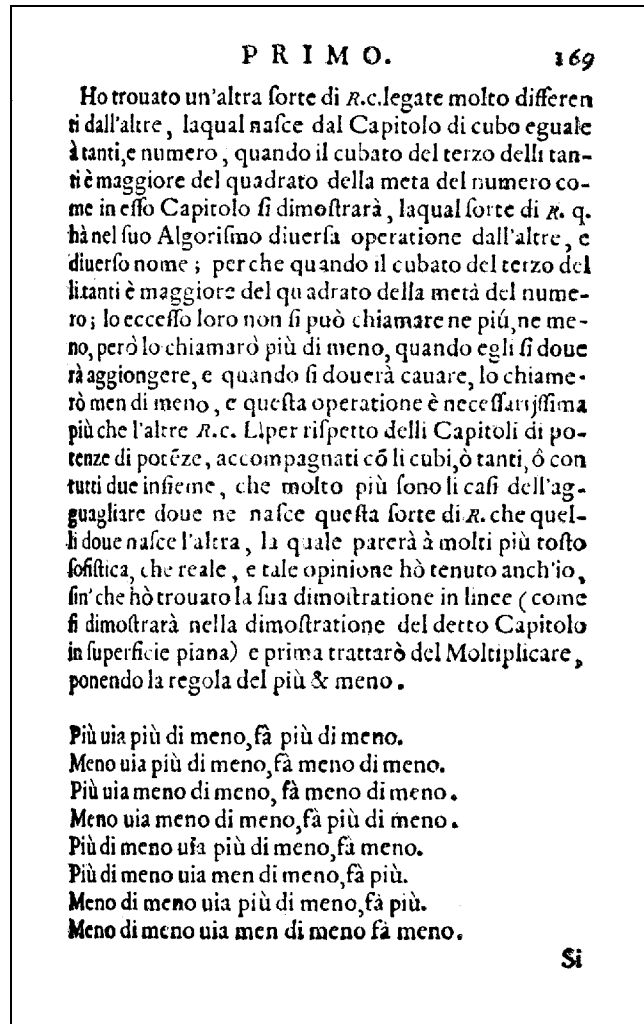 PRIMO. 169
Ho trouato un'altra ſorte di R.c.legate molto differen
ti dall'altre, laqual naſce dal Capitolo di cubo eguale
à tanti,e numero, quando il cubato del terzo delli tan-
ti è maggiore del quadrato della meta del numero co-
me in eſſo Capitolo ſi dimoſtrarà, laqual ſorte di R. q.
hà nel ſuo Algoriſmo diuerſa operatione dall'altre, e
diuerſo nome; perche quando il cubato del terzo del
li tanti è maggiore del quadrato della metà del nume-
ro; lo ecceſſo loro non ſi può chiamare ne piú,ne me-
no, però lo chiamarò più di meno, quando egli ſi doue
rà aggiongere, e quando ſi douerà cauare, lo chiame-
rò men di meno, e queſta operatione è neceſſarijſſima
più che l'altre R.c. L.per riſpetto delli Capitoli di po-
tenze di potẽze, accompagnati cõ li cubi,ò tanti, ô con
tutti due inſieme, che molto più ſono li caſi dell'ag-
guagliare doue ne naſce queſta ſorte di R. che quel-
li doue naſce l'altra, la quale parerà à molti più toſto
ſofiſtica, che reale, e tale opinione hò tenuto anch'io,
ſin' che hò trouato la ſua dimoſtratione in linee (come
ſi dimoſtrarà nella dimoſtratione del detto Capitolo
in ſuperficie piana) e prima trattarò del Moltiplicare,
ponendo la regola del più & meno.
Più uia più di meno,fà più di meno.
Meno uia più di meno,fà meno di meno.
Più uia meno di meno, fà meno di meno.
Meno uia meno di meno,fà più di meno.
Più di meno uia più di meno,fà meno.
Più di meno uia men di meno,fà più.
Meno di meno uia più di meno,fà più.
Meno di meno uia men di meno fà meno.
Si